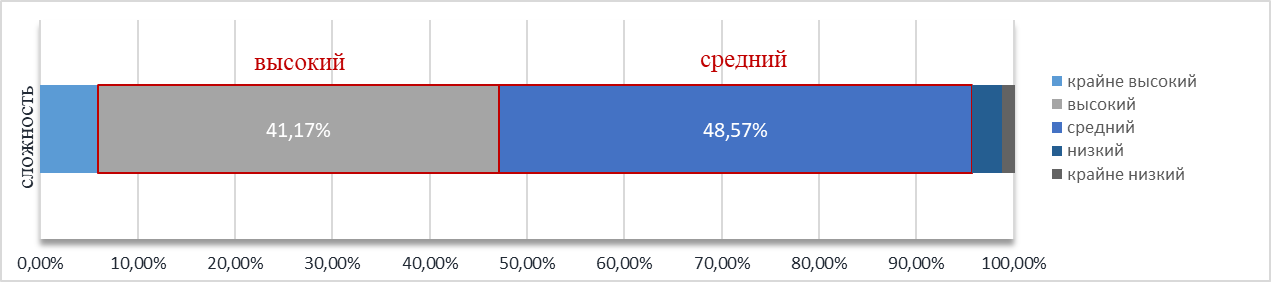 высокий
средний
сложность
41,17%
48,57%
крайне высокий
высокий
средний
низкий
крайне низкий
0,00% 10,00% 20,00% 30,00% 40,00% 50,00% 60,00% 70,00% 80,00% 90,00% 100,00%